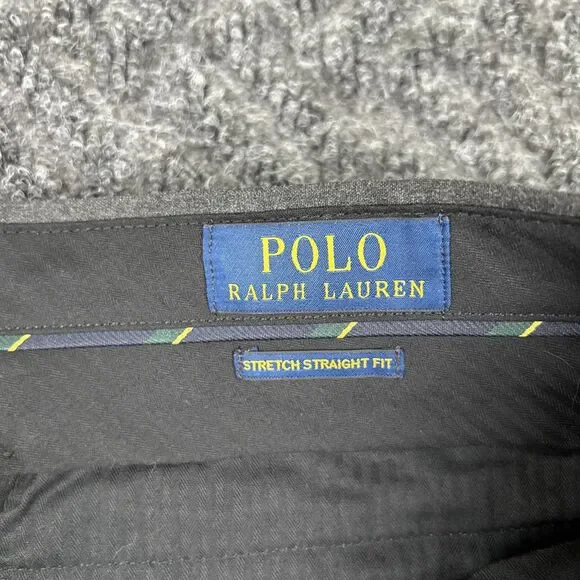 POLO
RALPH LAUREN
STRETCH STRAIGHT FIT